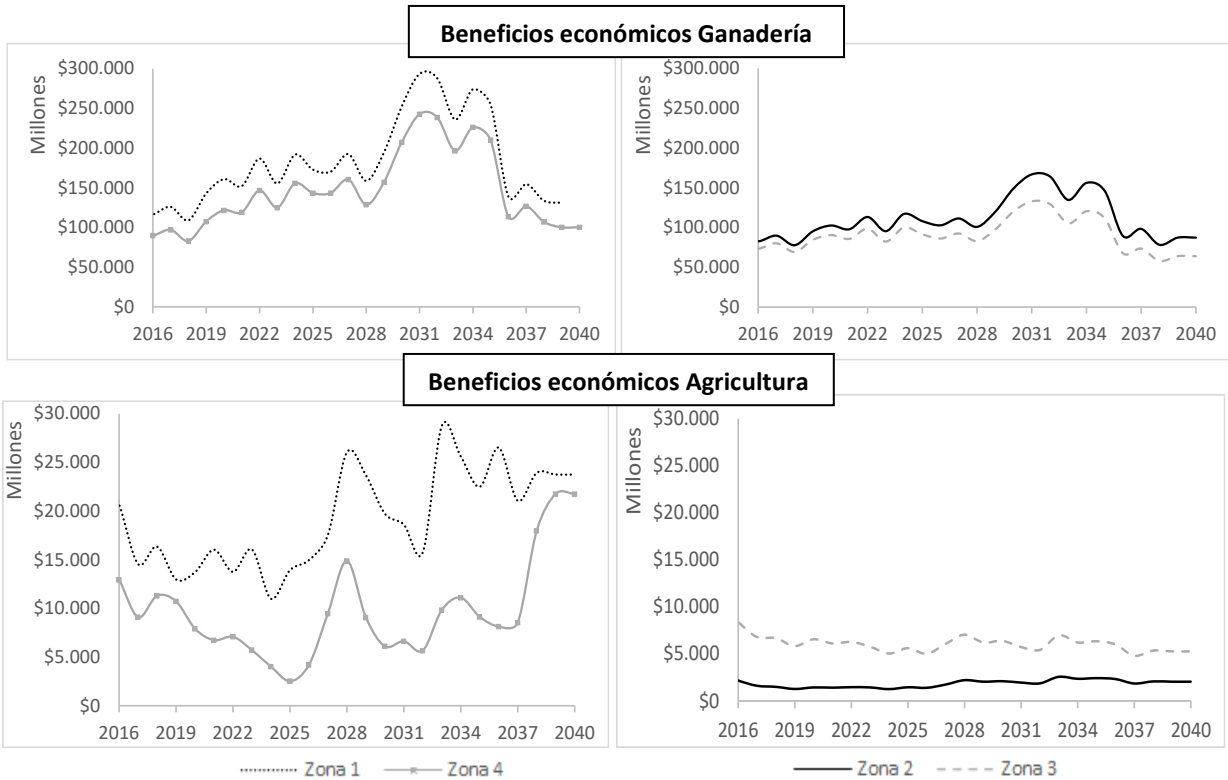 Beneficios económicos Ganadería
Millones
$300.000
$250.000
$200.000
$150.000
$100.000
$50.000
$0
2016 2019 2022 2025 2028 2031 2034 2037 2040
Millones
$300.000
$250.000
$200.000
$150.000
$100.000
$50.000
$0
2016 2019 2022 2025 2028 2031 2034 2037 2040
Beneficios económicos Agricultura
Millones
$30.000
$25.000
$20.000
$15.000
$10.000
$5.000
$0
2016 2019 2022 2025 2028 2031 2034 2037 2040
Zona 1 Zona 4
Millones
$30.000
$25.000
$20.000
$15.000
$10.000
$5.000
$0
2016 2019 2022 2025 2028 2031 2034 2037 2040
Zona 2 Zona 3